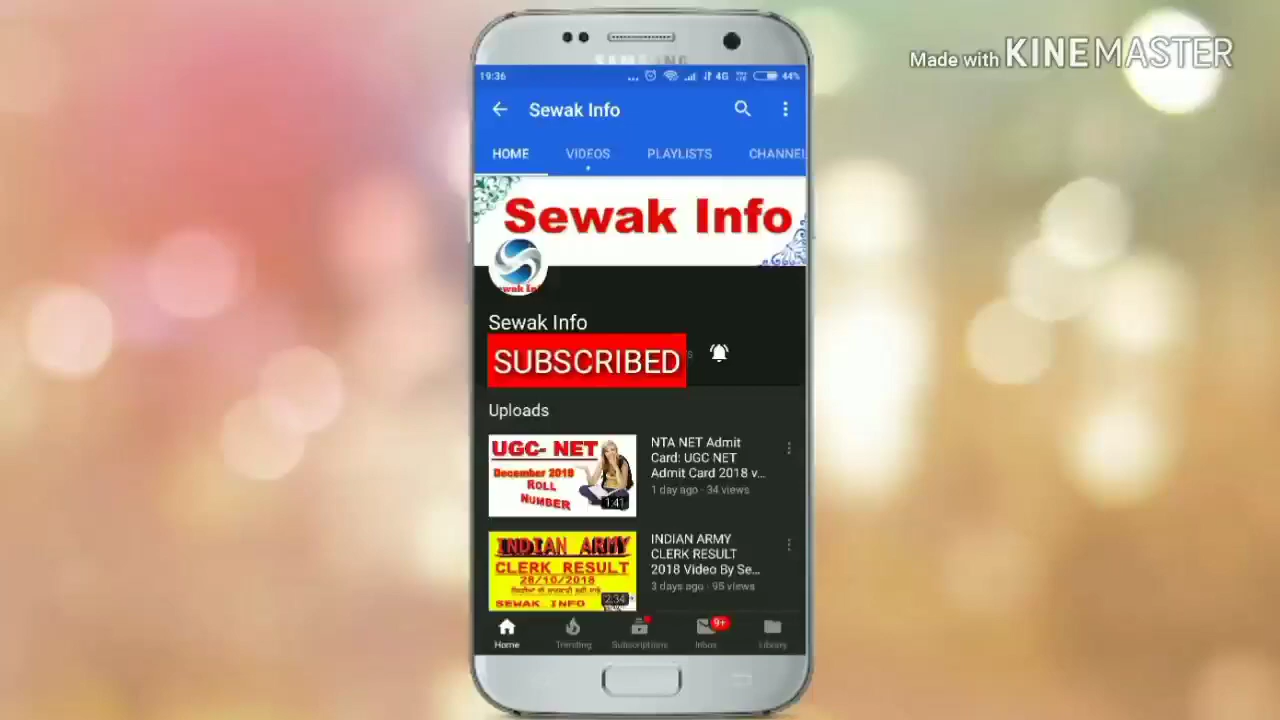 Made with KINEMASTER
SAMSUNG
19:36
4G
44%
Sewak Info
HOME
VIDEOS
PLAYLISTS
CHANNEL
Sewak Info
Sewak Info
SUBSCRIBED
Uploads
UGC- NET
December 2018
ROLL
NUMBER
1:41
NTA NET Admit
Card: UGC NET
Admit Card 2018 v...
1 day ago · 34 views
INDIAN ARMY
CLERK RESULT
28/10/2018
SEWAK INFO
2:34
INDIAN ARMY
CLERK RESULT
2018 Video By Se...
3 days ago · 95 views
Home
Trending
Subscriptions
9+
Inbox
Library